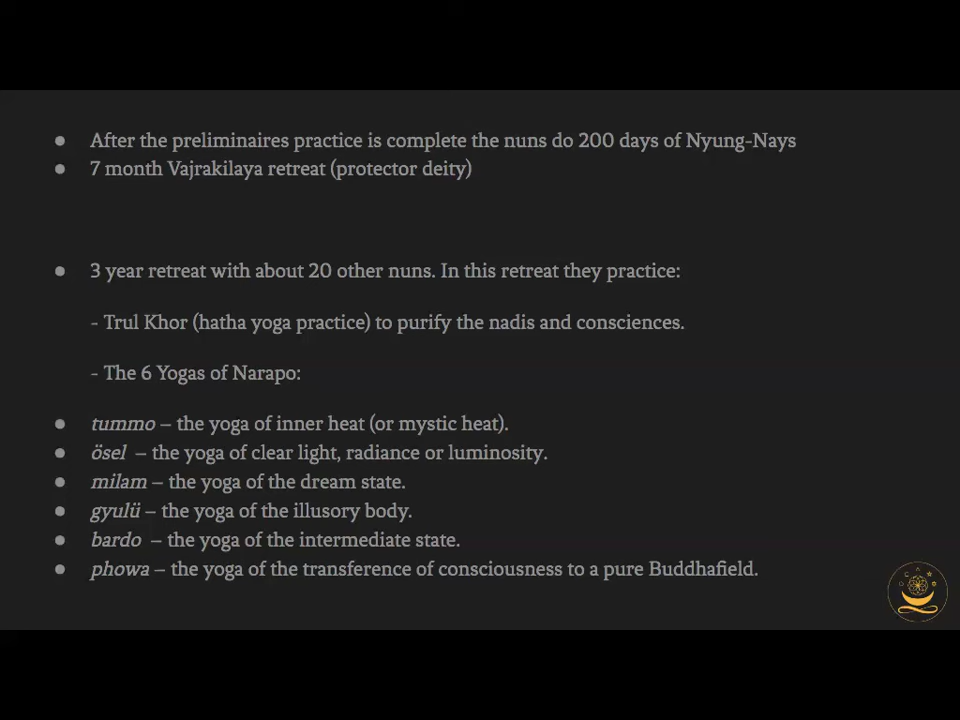 ● After the preliminaires practice is complete the nuns do 200 days of Nyung-Nays
● 7 month Vajrakilaya retreat (protector deity)
● 3 year retreat with about 20 other nuns. In this retreat they practice:
- Trul Khor (hatha yoga practice) to purify the nadis and consciences.
- The 6 Yogas of Narapo:
● tummo – the yoga of inner heat (or mystic heat).
● ösel – the yoga of clear light, radiance or luminosity.
● milam – the yoga of the dream state.
● gyulü – the yoga of the illusory body.
● bardo – the yoga of the intermediate state.
● phowa – the yoga of the transference of consciousness to a pure Buddhafield.